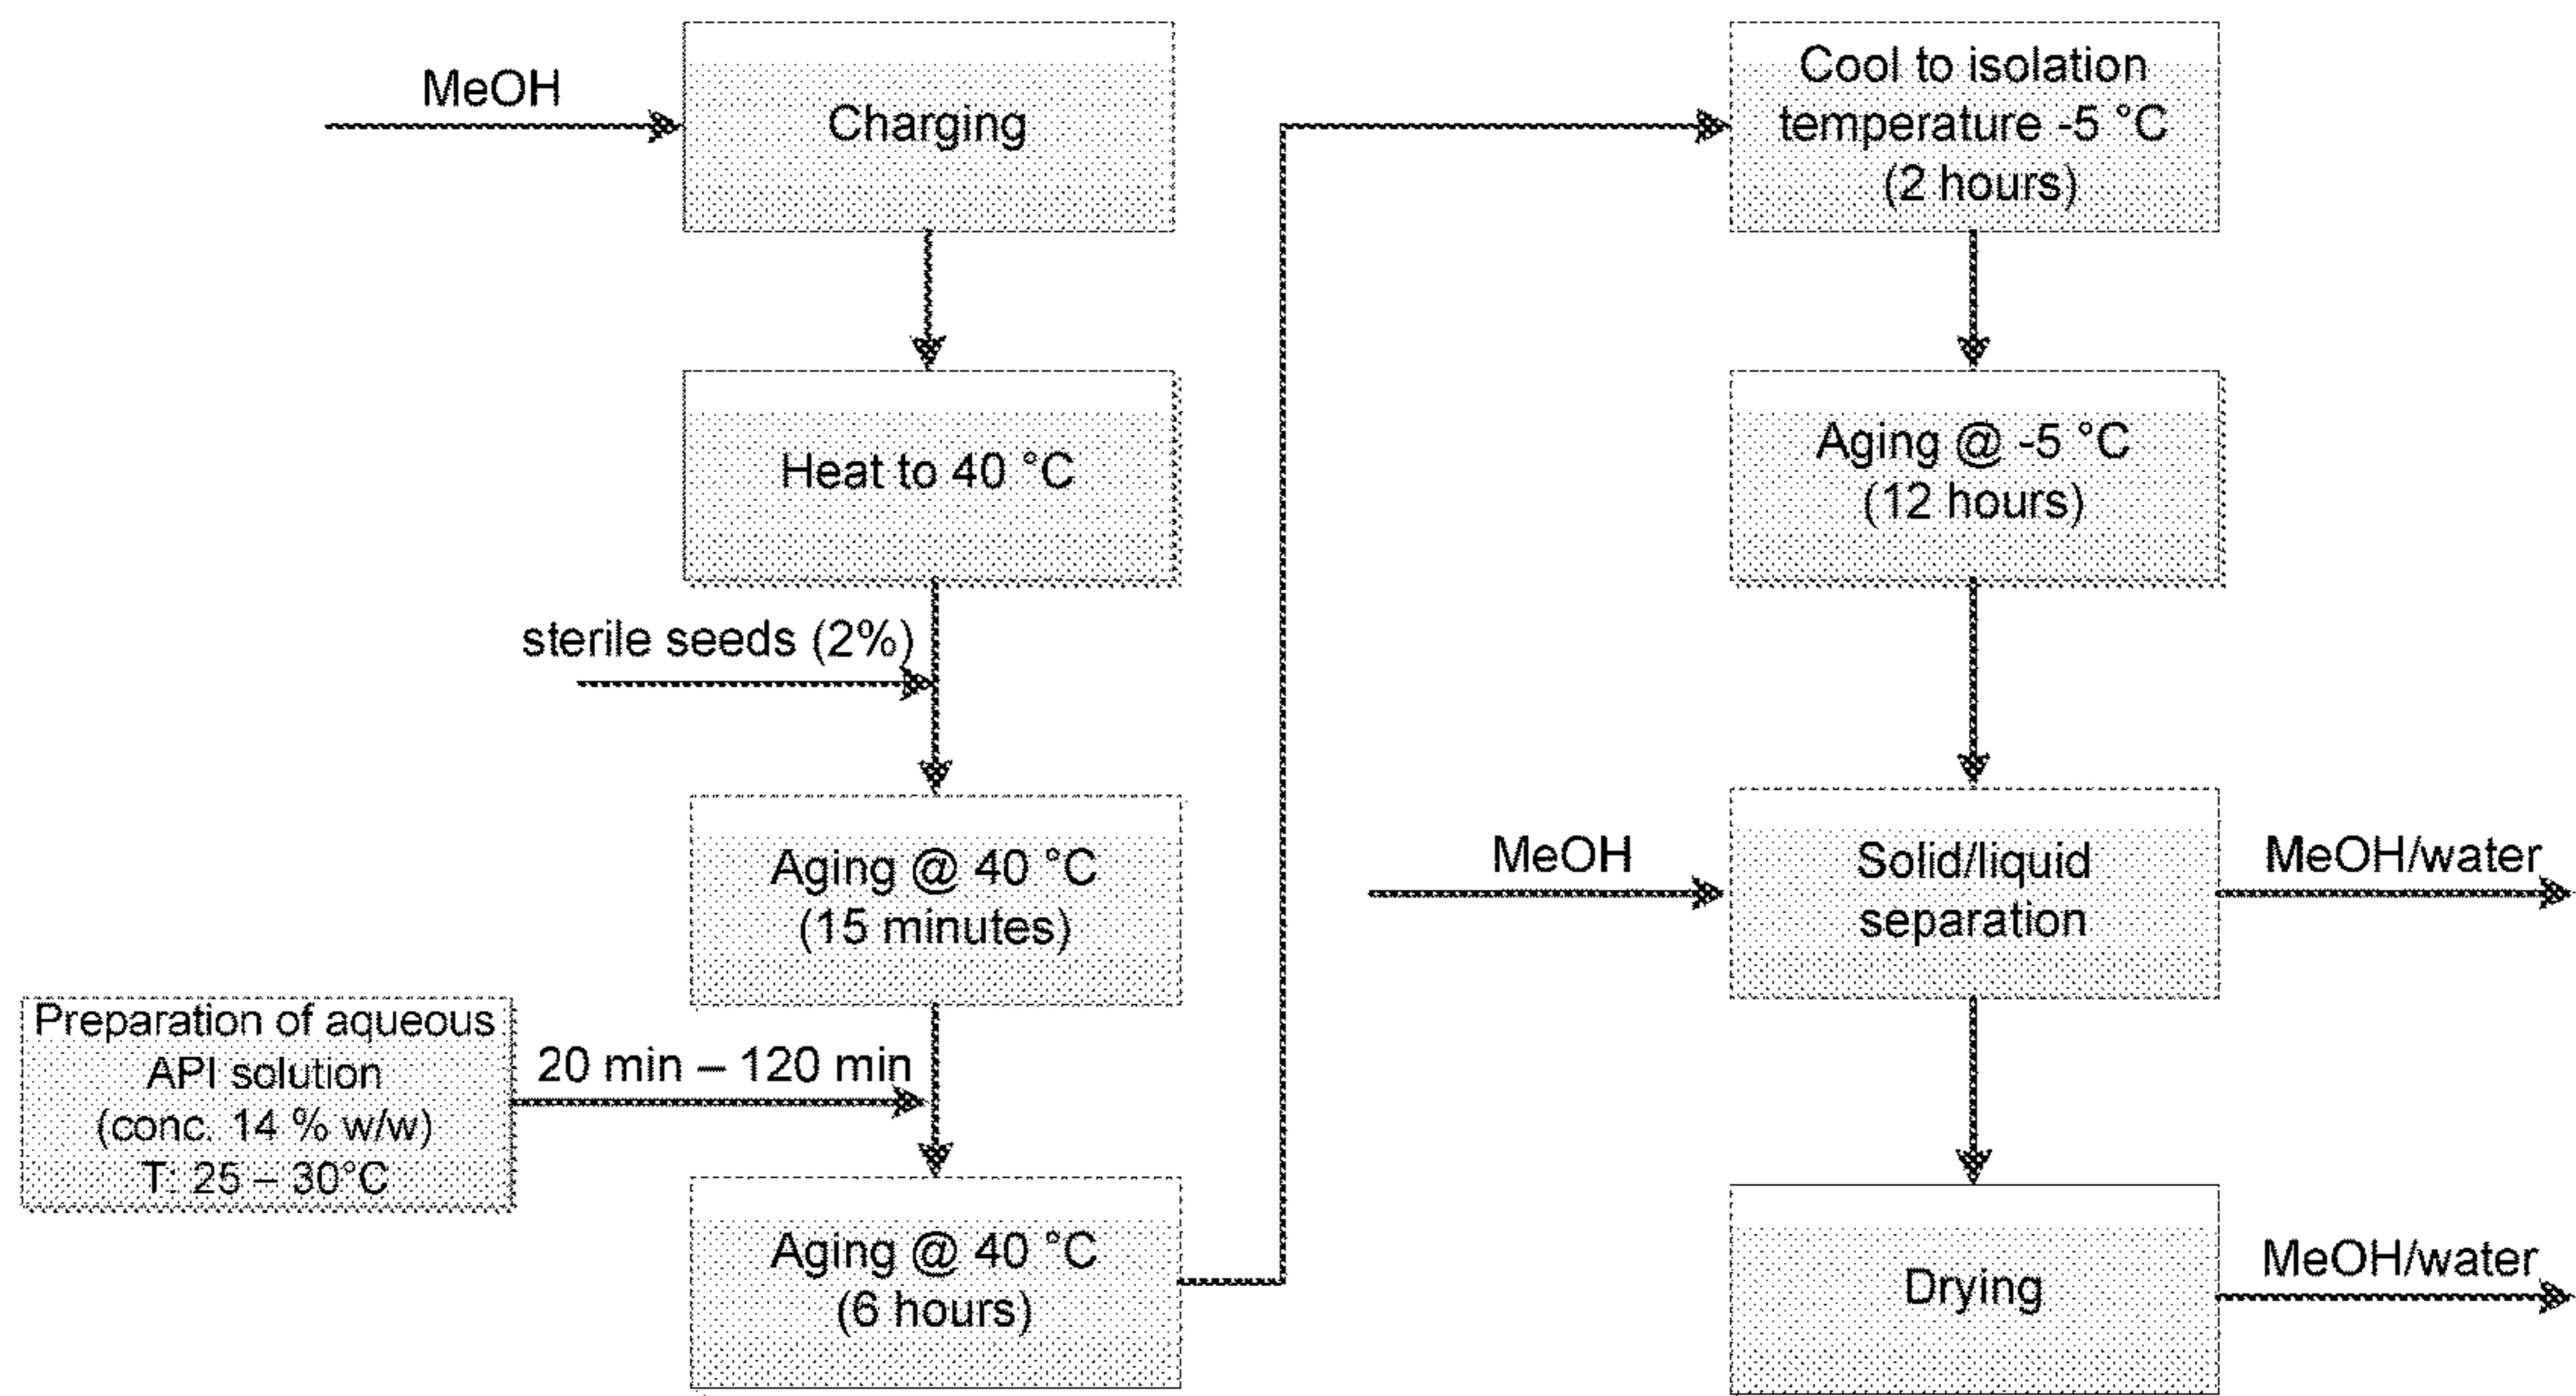 MeOH
Charging
Heat to 40 °C
sterile seeds (2%)
Aging @ 40 °C
(15 minutes)
Preparation of aqueous
API solution
(conc. 14 % w/w)
T: 25 – 30°C
20 min – 120 min
Aging @ 40 °C
(6 hours)
Cool to isolation
temperature -5 °C
(2 hours)
Aging @ -5 °C
(12 hours)
MeOH
Solid/liquid
separation
MeOH/water
Drying
MeOH/water